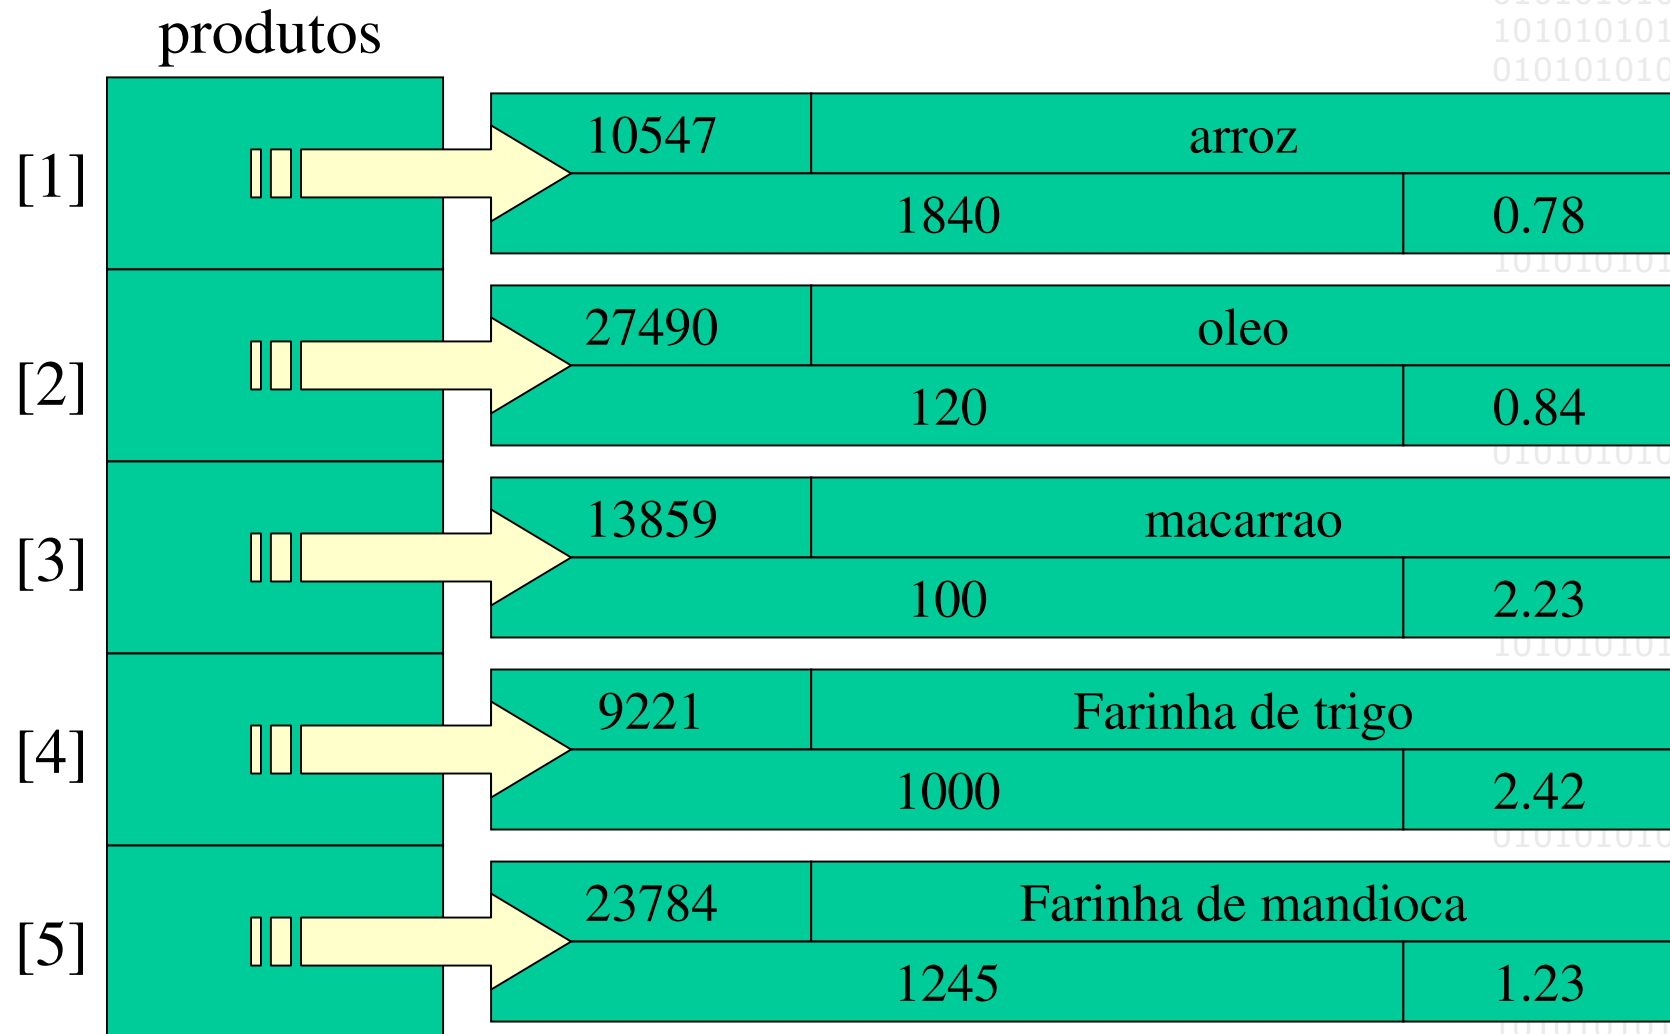 produtos
[1]
10547 arroz
1840 0.78
[2]
27490 oleo
120 0.84
[3]
13859 macarrao
100 2.23
[4]
9221 Farinha de trigo
1000 2.42
[5]
23784 Farinha de mandioca
1245 1.23